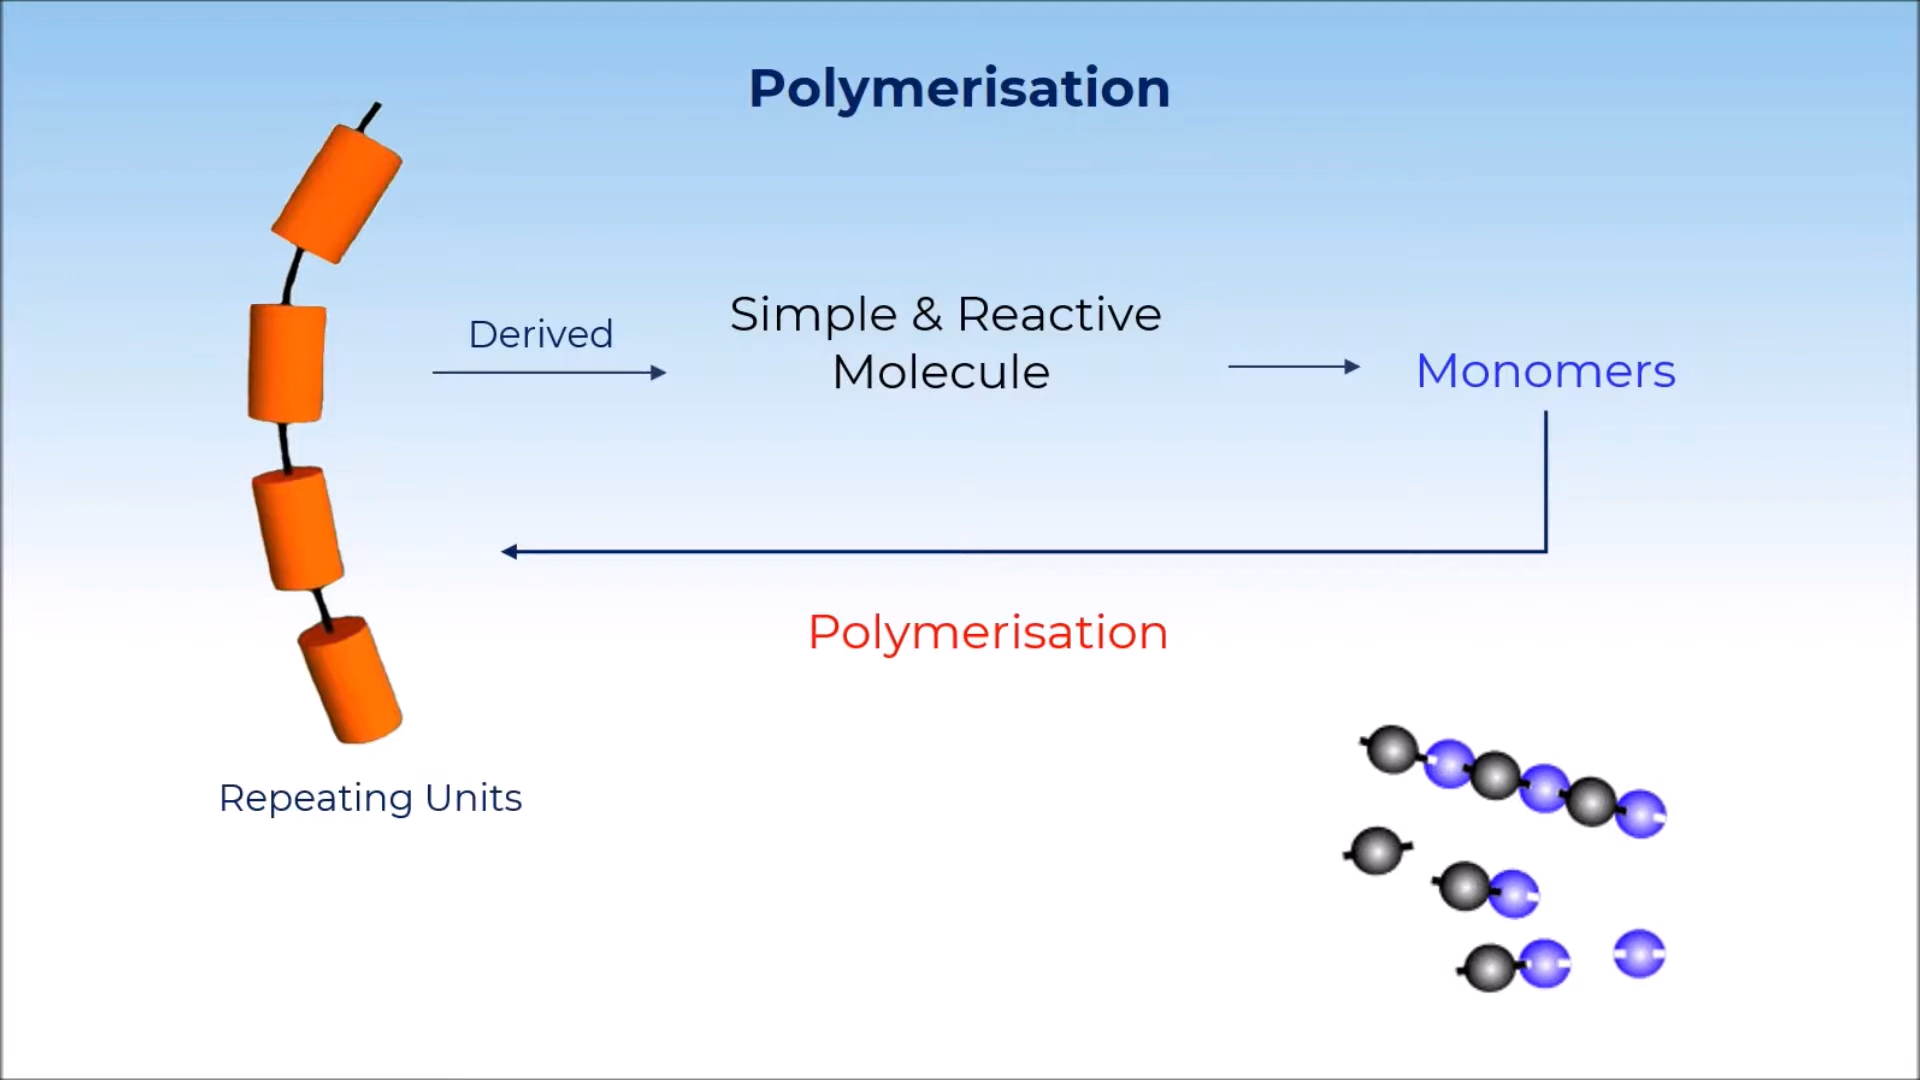 Polymerisation
Derived
Simple & Reactive
Molecule
Monomers
Polymerisation
Repeating Units